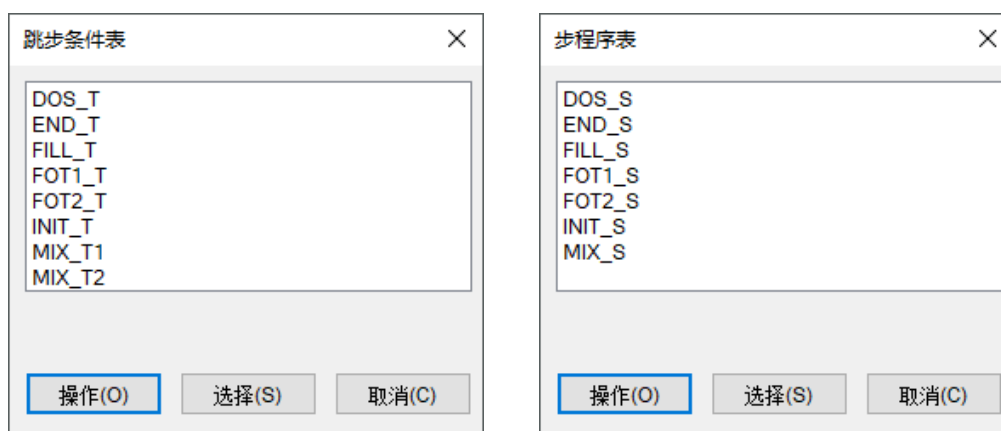 跳步条件表
DOS_T
END_T
FILL_T
FOT1_T
FOT2_T
INIT_T
MIX_T1
MIX_T2
操作(O)
选择(S)
取消(C)
步程序表
DOS_S
END_S
FILL_S
FOT1_S
FOT2_S
INIT_S
MIX_S
操作(O)
选择(S)
取消(C)